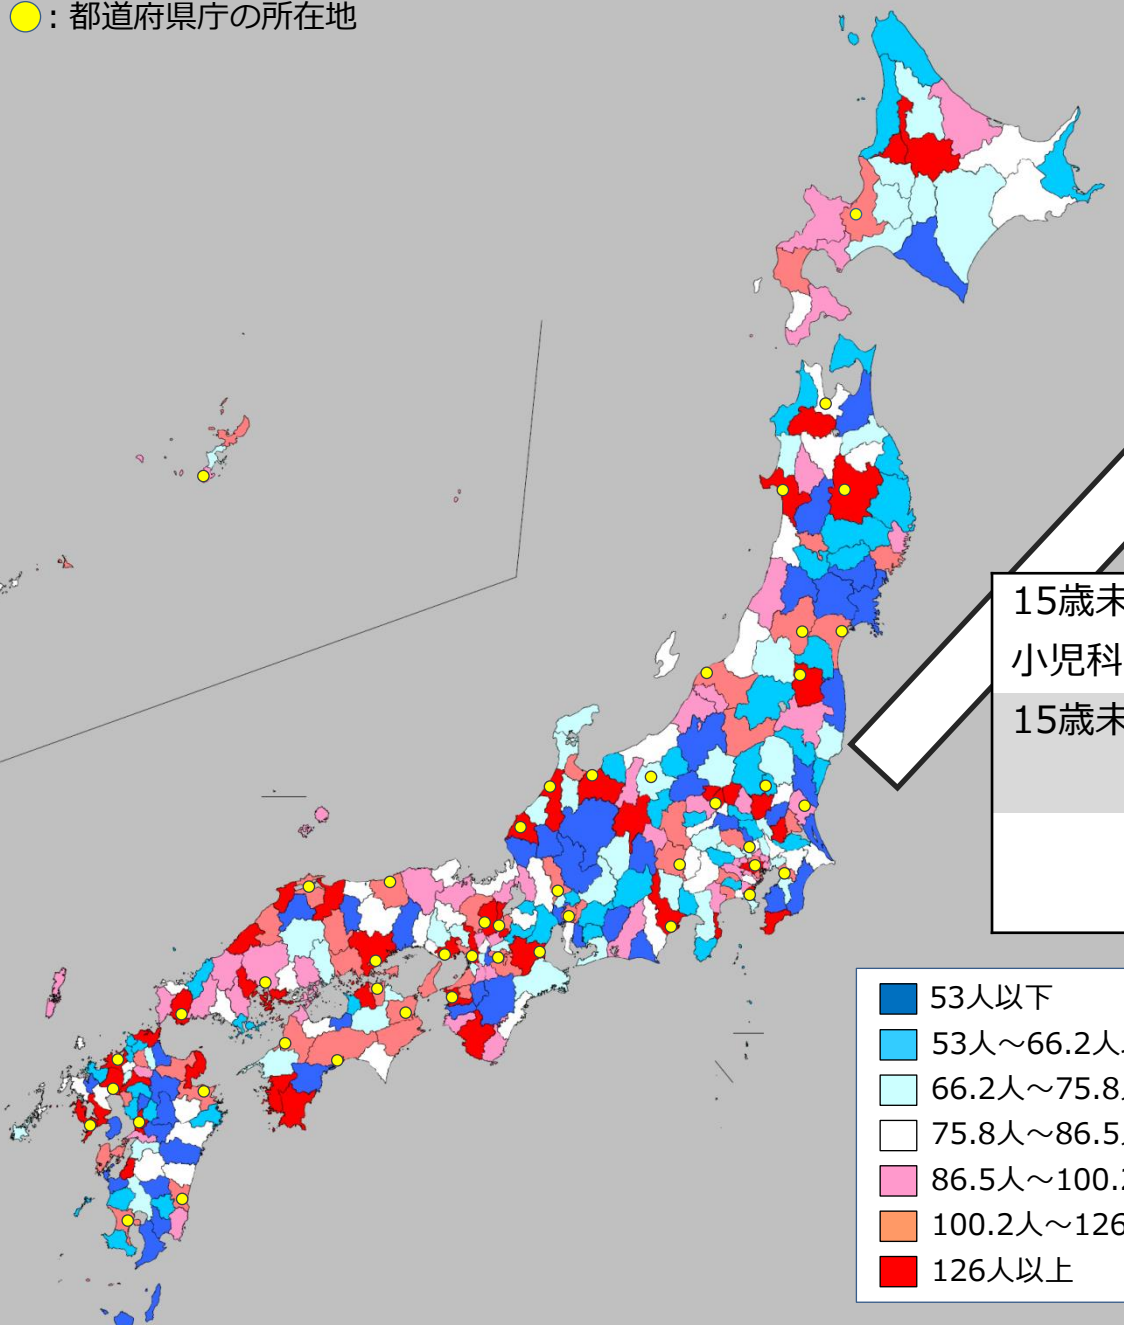 ：都道府県庁の所在地
15歳未
小児科
15歳未
53人以下
53人～66.2人
66.2人～75.8
75.8人～86.5
86.5人～100.2
100.2人～126
126人以上